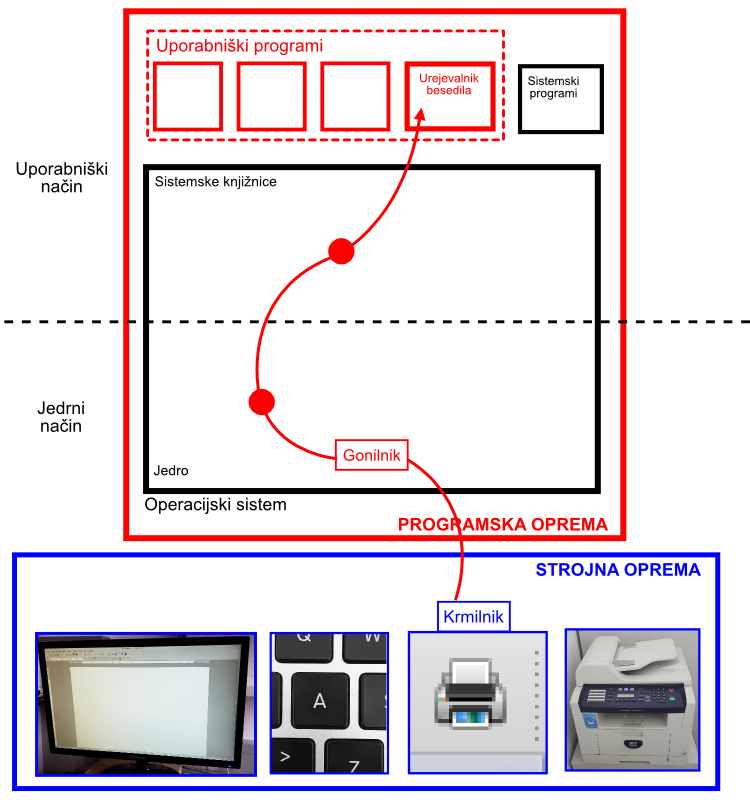 Uporabniški programi
Urejevalnik
besedila
Sistemski
programi
Uporabniški
način
Sistemske knjižnice
Jedrni
način
Gonilnik
Jedro
Operacijski sistem
PROGRAMSKA OPREMA
STROJNA OPREMA
Krmilnik
Q
W
A
S
>
Z